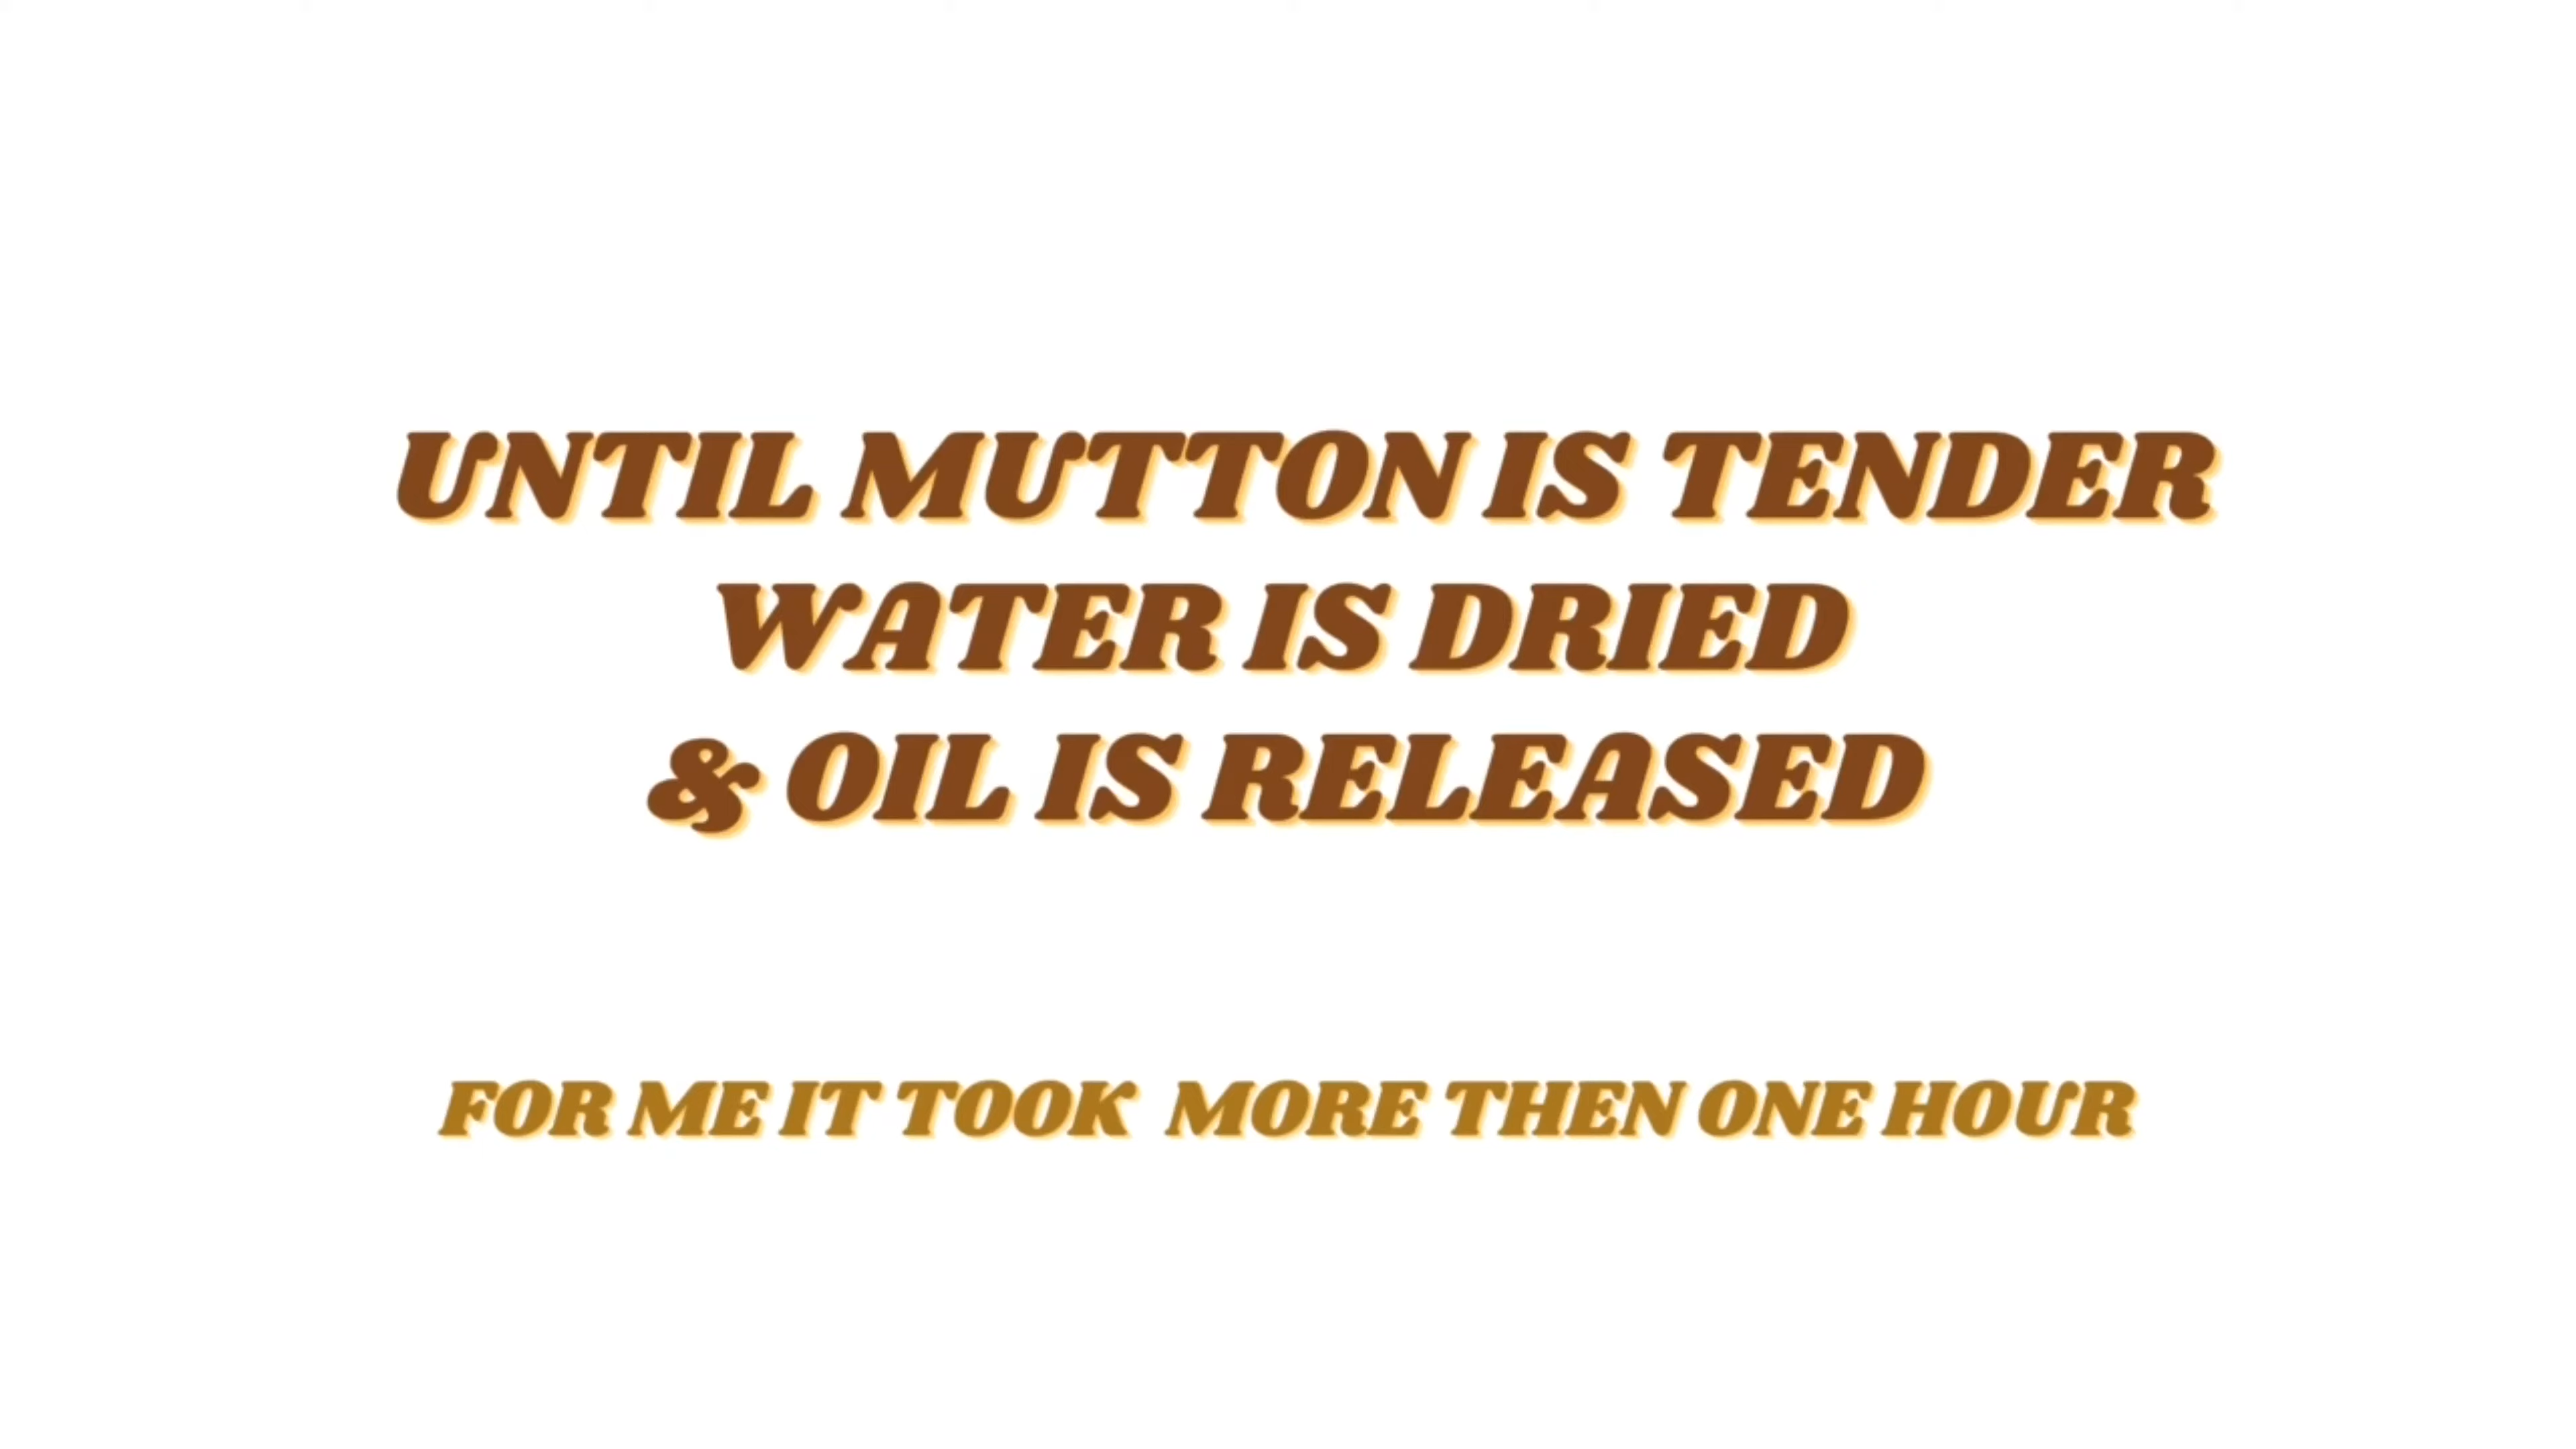 UNTIL MUTTON IS TENDER
WATER IS DRIED
& OIL IS RELEASED
FOR ME IT TOOK MORE THEN ONE HOUR